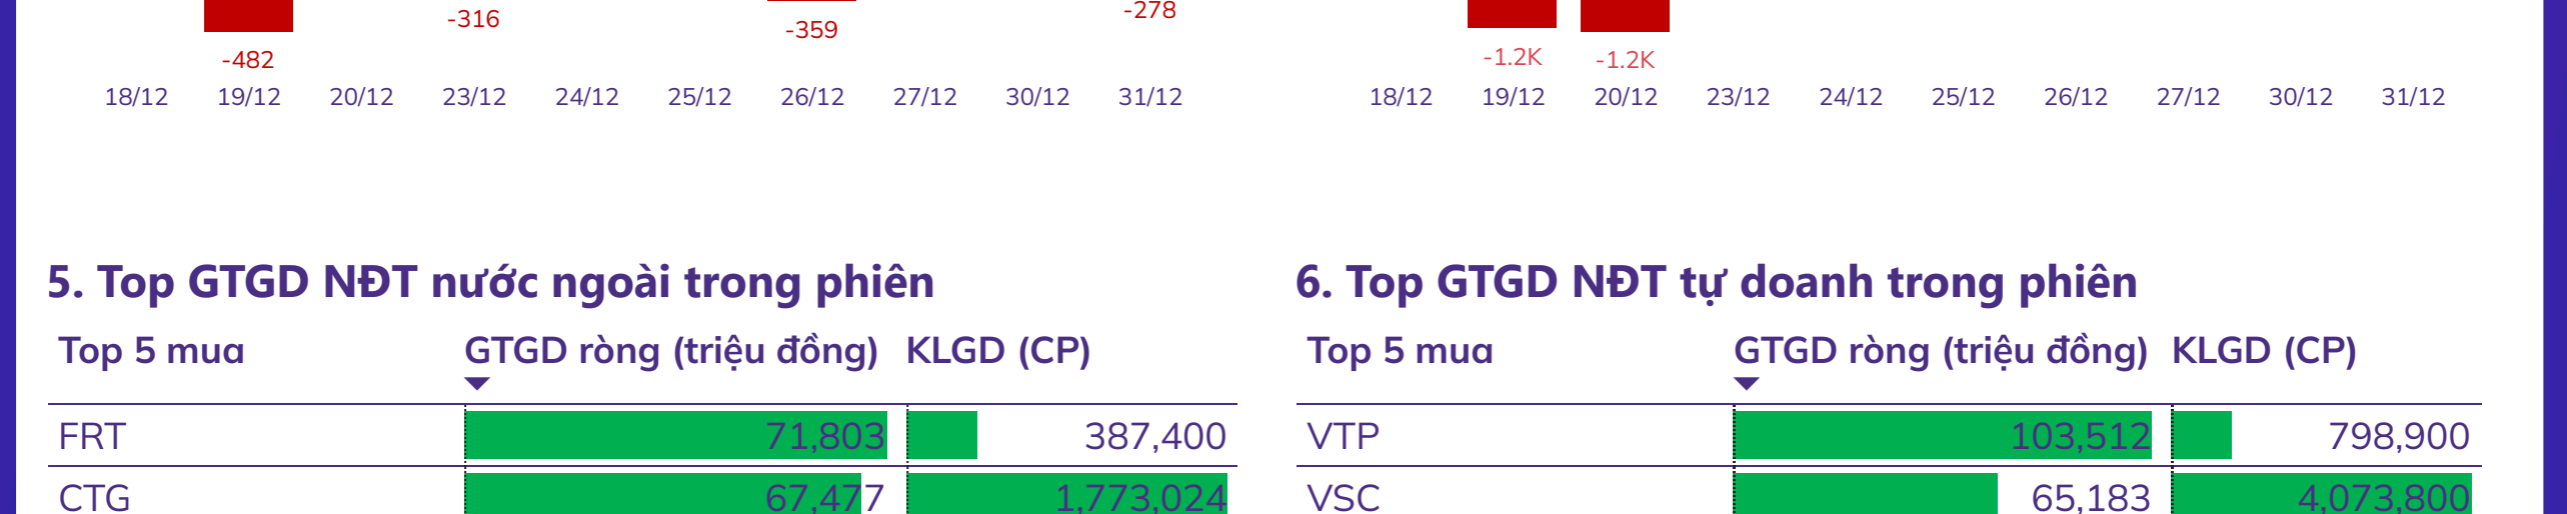 -316
-359
-278
-482
18/12 19/12 20/12 23/12 24/12 25/12 26/12 27/12 30/12 31/12
-1.2K -1.2K
18/12 19/12 20/12 23/12 24/12 25/12 26/12 27/12 30/12 31/12
5. Top GTGD NĐT nước ngoài trong phiên
Top 5 mua GTGD ròng (triệu đồng) KLGD (CP)
FRT 71,803 387,400
CTG 67,477 1,773,024
6. Top GTGD NĐT tự doanh trong phiên
Top 5 mua GTGD ròng (triệu đồng) KLGD (CP)
VTP 103,512 798,900
VSC 65,183 4,073,800